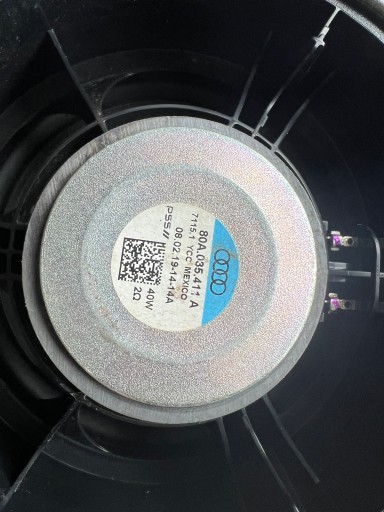 80A.035.411 A
7115.1 YCC MEXICO
PSS///
08.02.19-14-14A
40W
2Ω